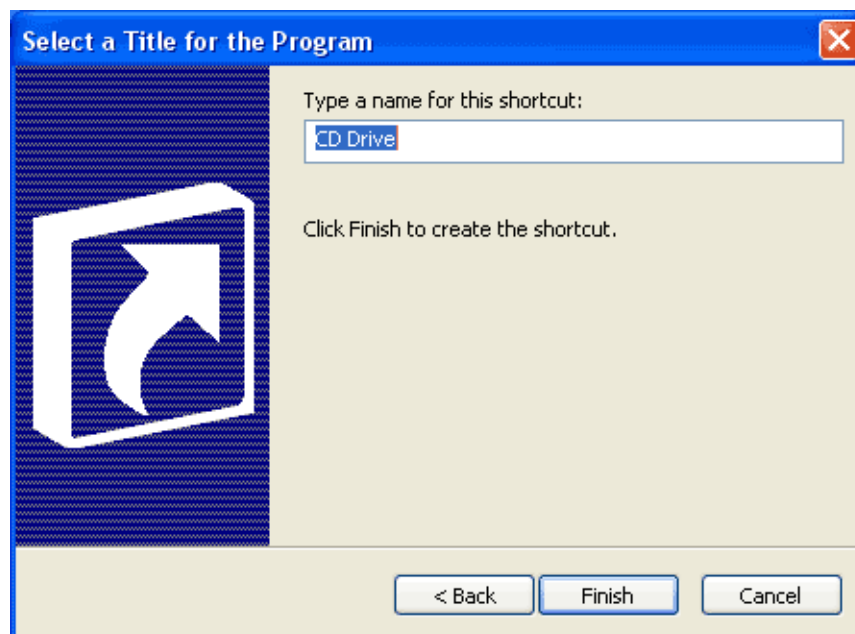 Select a Title for the Program
Type a name for this shortcut:
CD Drive
Click Finish to create the shortcut.
< Back
Finish
Cancel